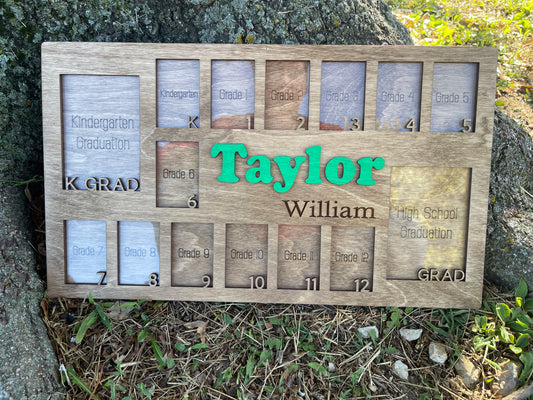 Kindergarten
Graduation
K GRAD
Kindergarten
K
Grade 1
1
Grade 2
2
Grade 3
3
Grade 4
4
Grade 5
5
Grade 6
6
Taylor
William
High School
Graduation
GRAD
Grade 7
7
Grade 8
8
Grade 9
9
Grade 10
10
Grade 11
11
Grade 12
12